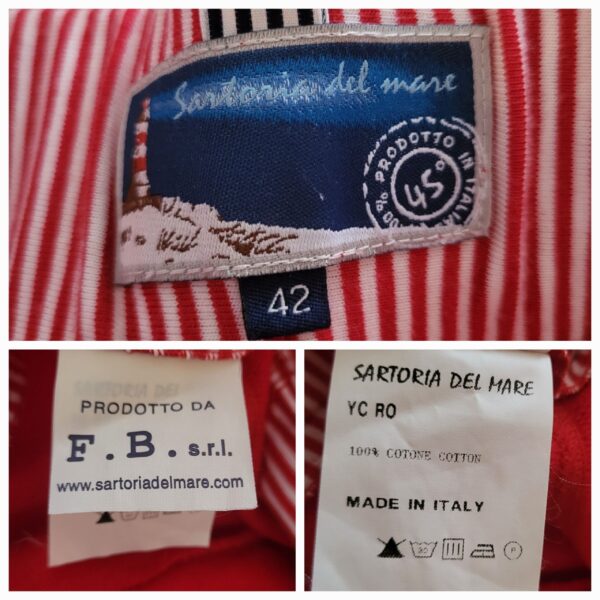 Sartoria del mare
100% PRODOTTO IN ITALIA
45°
42
PRODOTTO DA
F.B. s.r.l.
www.sartoriadelmare.com
SARTORIA DEL MARE
YC RO
100% COTONE COTTON
MADE IN ITALY
30
P